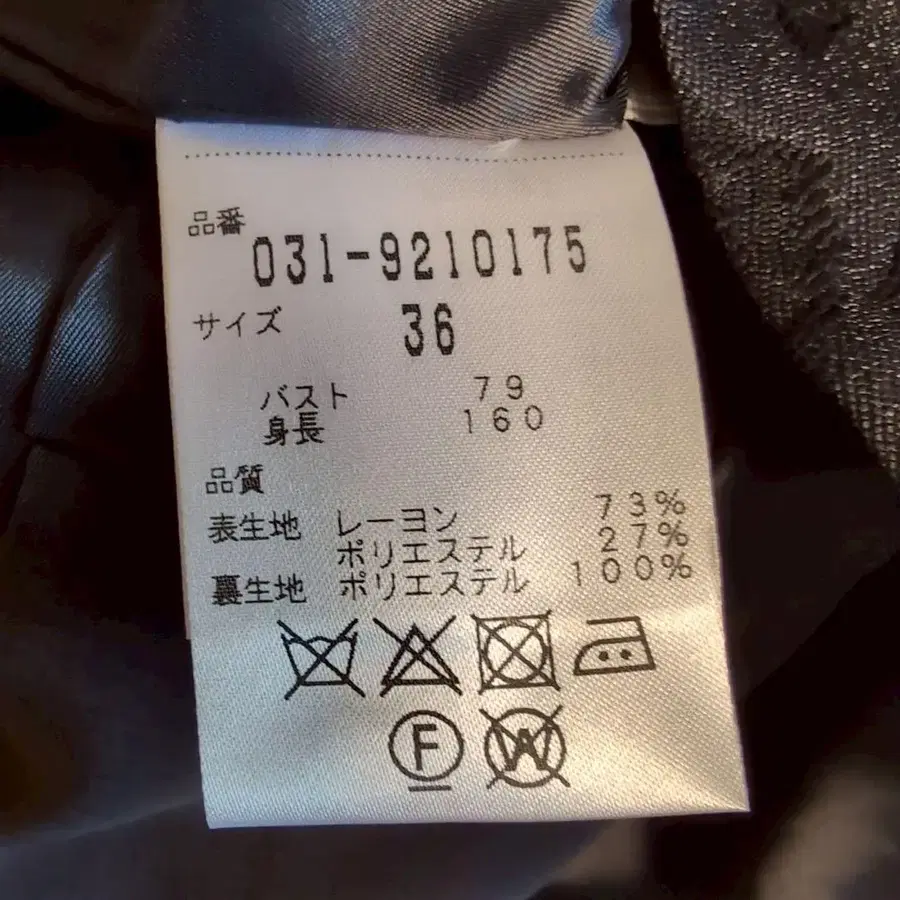 品番
031-9210175
サイズ 36
バスト 79
身長 160
品質
表生地 レーヨン 73%
ポリエステル 27%
裏生地 ポリエステル 100%
F W